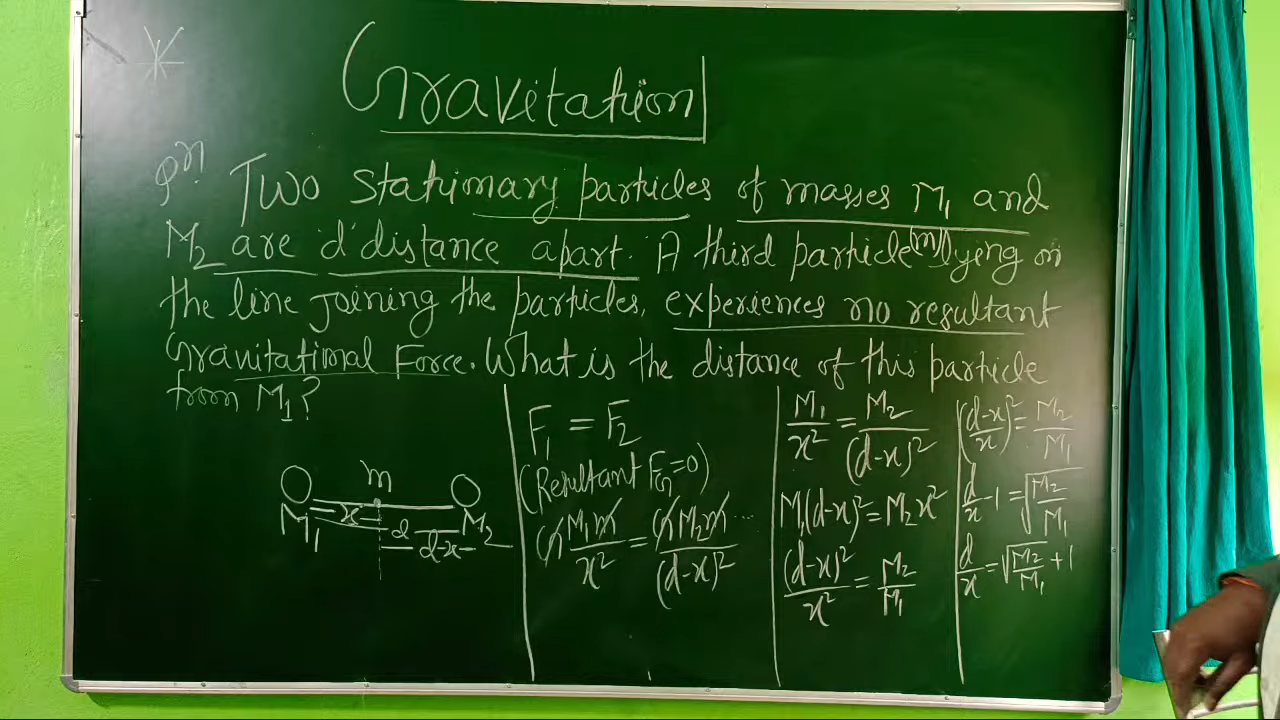 Gravitation
Qn! Two stationary particles of masses M₁ and
M₂ are 'd' distance apart. A third particle(m) lying on
the line joining the particles, experiences no resultant
Gravitational Force. What is the distance of this particle
from M₁?
m
M₁ x d d-x M₂
F₁ = F₂
(Resultant F_G=0)
GM₁m/x² = GM₂m/(d-x)²
M₁/x² = M₂/(d-x)²
M₁(d-x)² = M₂x²
(d-x)²/x² = M₂/M₁
(d-x/x)² = M₂/M₁
d/x - 1 = √M₂/M₁
d/x = √M₂/M₁ + 1